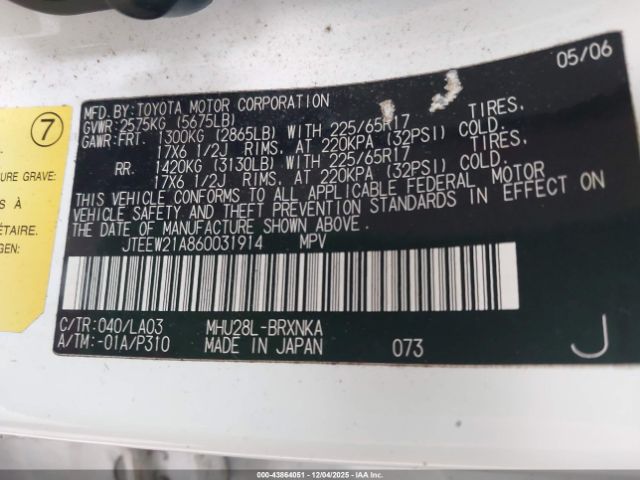 05/06
MFD. BY: TOYOTA MOTOR CORPORATION
GVWR: 2575KG (5675LB)
GAWR: FRT. 1300KG (2865LB) WITH 225/65R17 TIRES,
17X6 1/2J RIMS, AT 220KPA (32PSI) COLD.
RR. 1420KG (3130LB) WITH 225/65R17 TIRES,
17X6 1/2J RIMS, AT 220KPA (32PSI) COLD.
THIS VEHICLE CONFORMS TO ALL APPLICABLE FEDERAL MOTOR
VEHICLE SAFETY AND THEFT PREVENTION STANDARDS IN EFFECT ON
THE DATE OF MANUFACTURE SHOWN ABOVE.
JTEEW21A860031914 MPV
C/TR: 040/LA03 MHU28L-BRXNKA
A/TM: -01A/P310 MADE IN JAPAN 073 J
7
URE GRAVE:
S À
ÉTAIRE.
GEN:
000-43864051 - 12/04/2025 - IAA Inc.